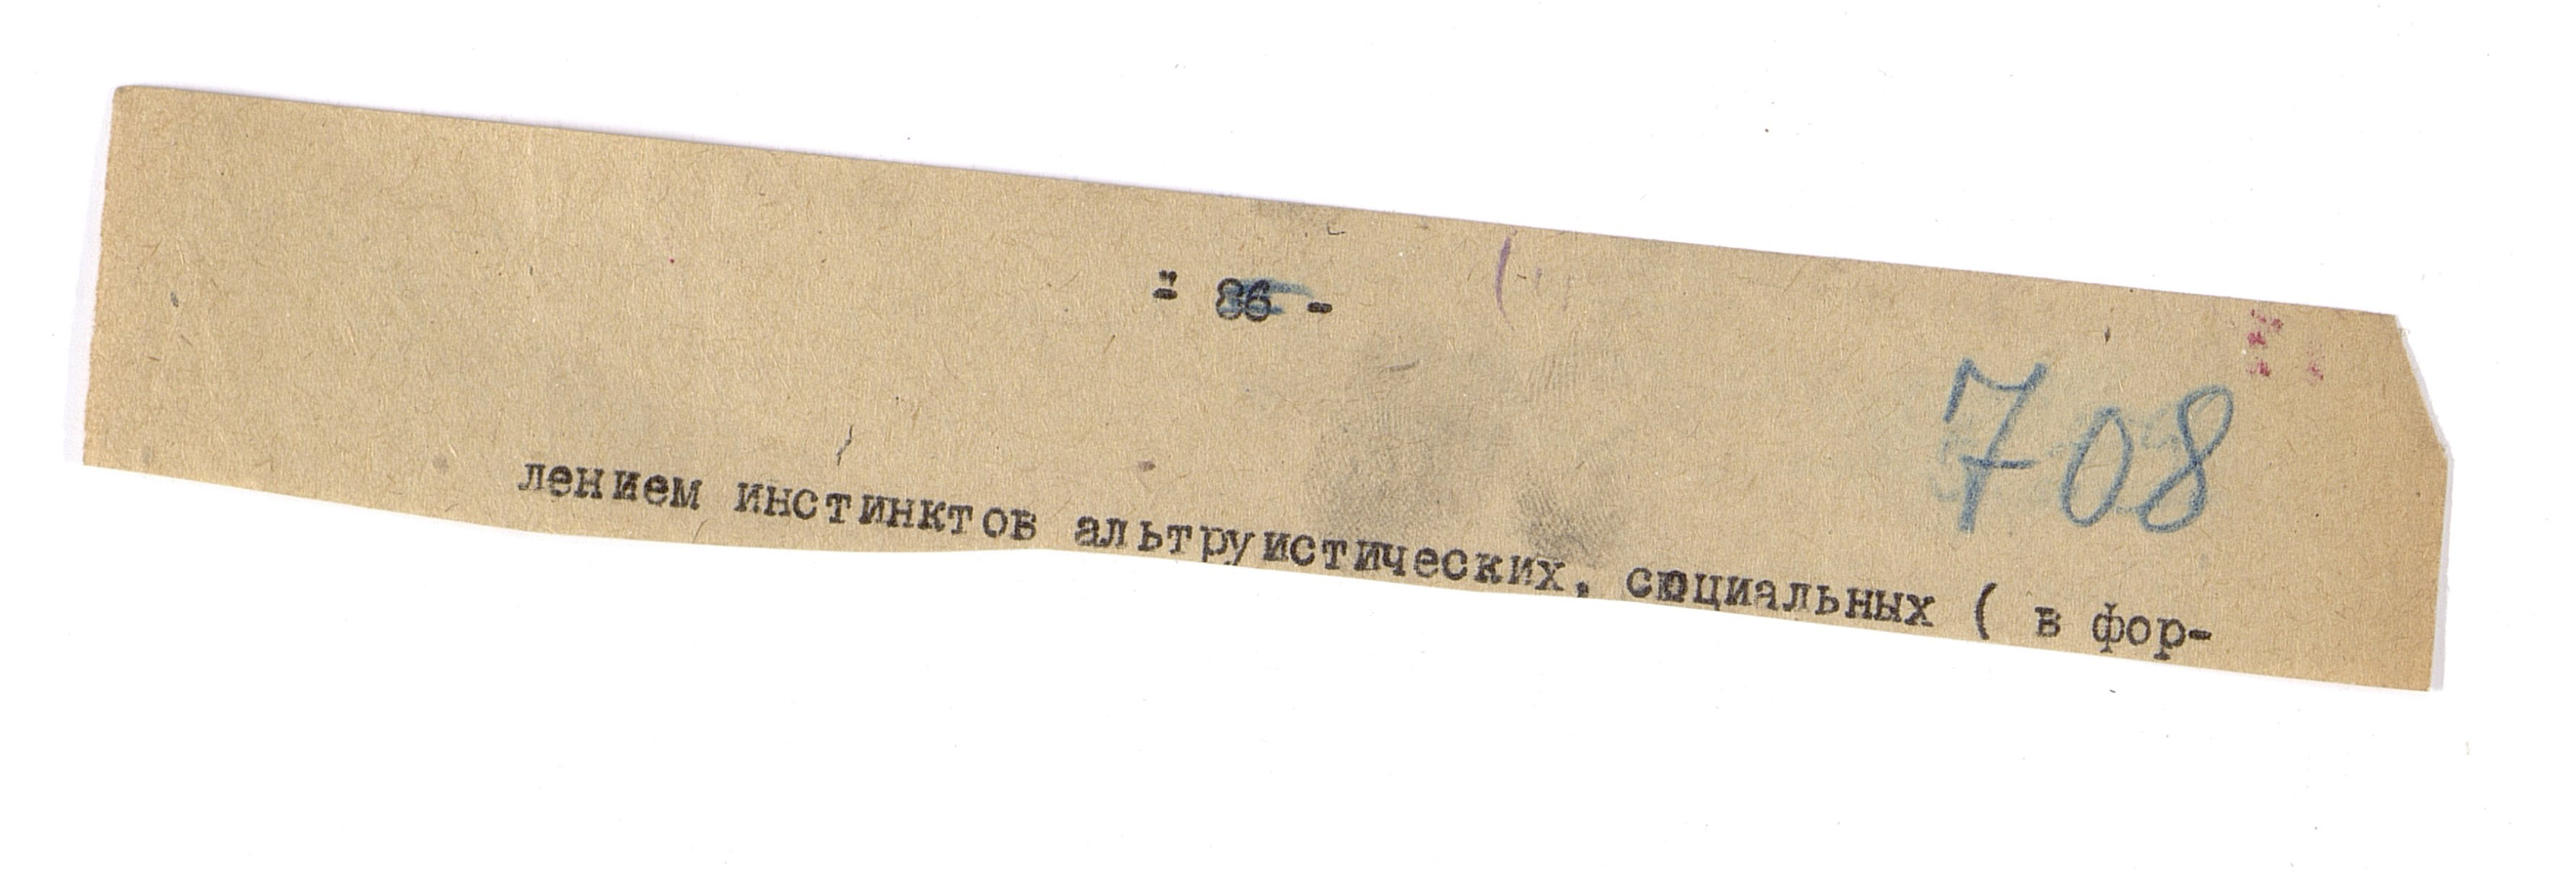 - 86 -
708
лением инстинктов альтруистических, социальных ( в фор-